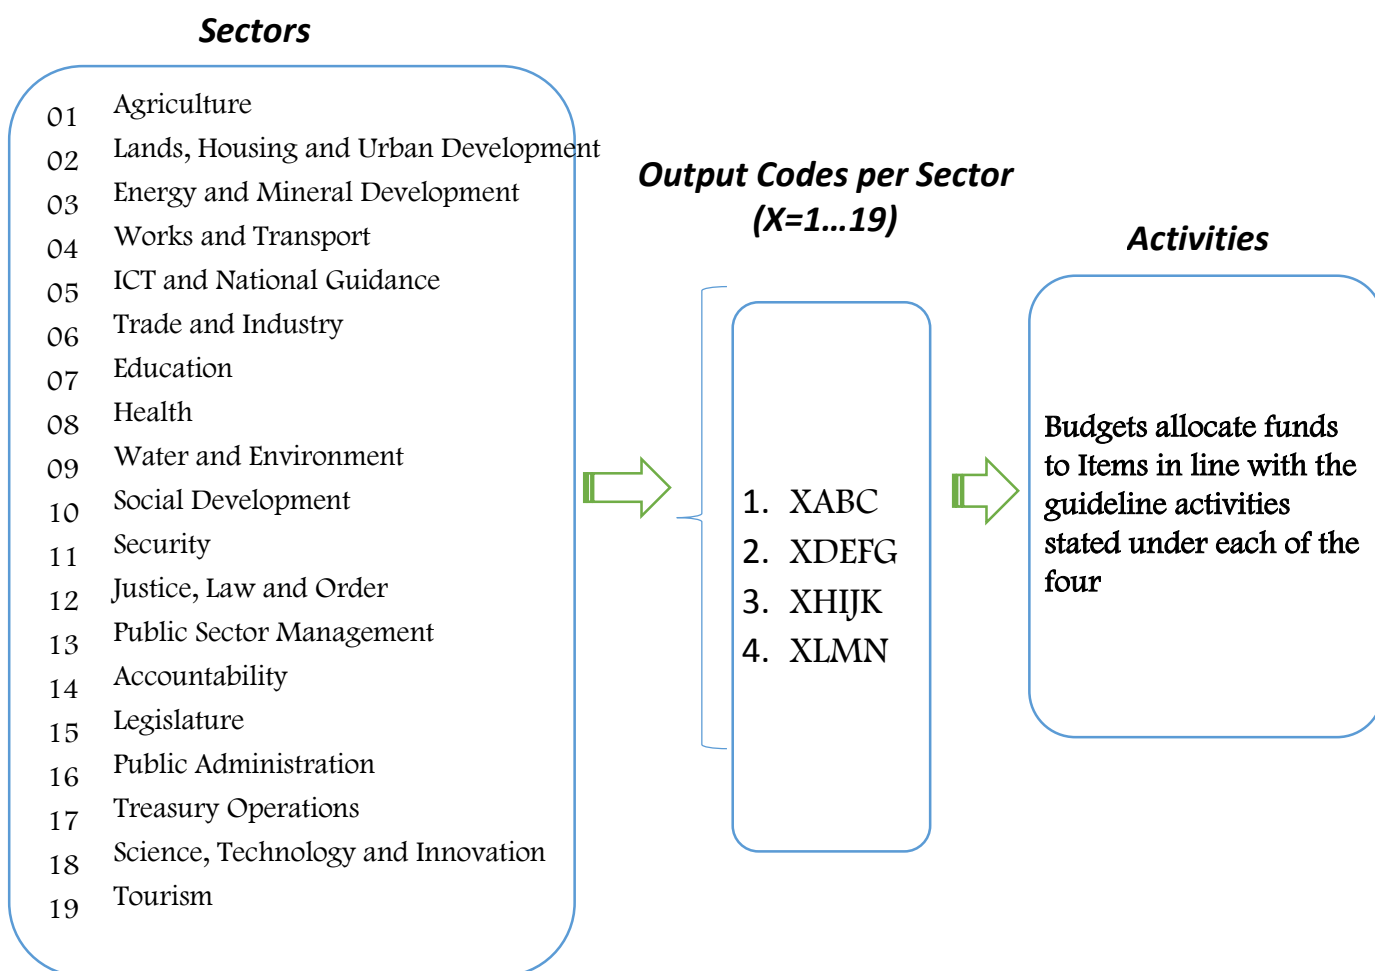 Sectors
01 Agriculture
02 Lands, Housing and Urban Development
03 Energy and Mineral Development
04 Works and Transport
05 ICT and National Guidance
06 Trade and Industry
07 Education
08 Health
09 Water and Environment
10 Social Development
11 Security
12 Justice, Law and Order
13 Public Sector Management
14 Accountability
15 Legislature
16 Public Administration
17 Treasury Operations
18 Science, Technology and Innovation
19 Tourism
Output Codes per Sector
(X=1...19)
1. XABC
2. XDEFG
3. XHIJK
4. XLMN
Activities
Budgets allocate funds
to Items in line with the
guideline activities
stated under each of the
four